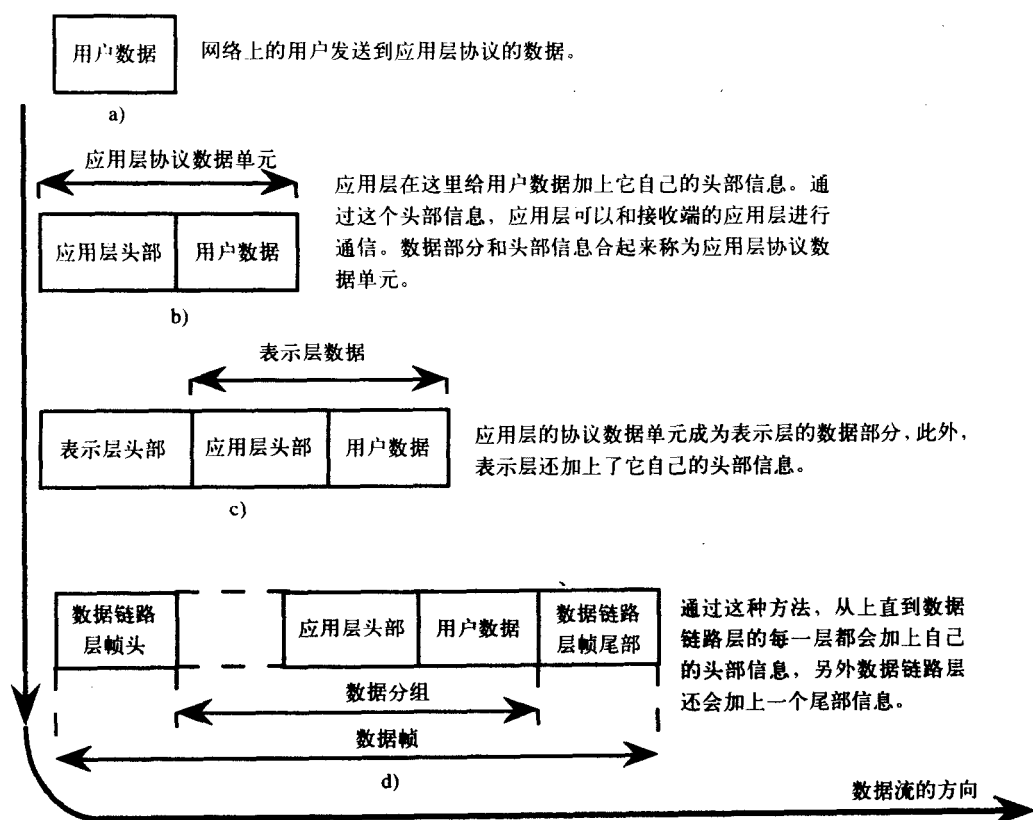 用户数据
网络上的用户发送到应用层协议的数据。
a)
应用层协议数据单元
应用层头部
用户数据
应用层在这里给用户数据加上它自己的头部信息。通
过这个头部信息，应用层可以和接收端的应用层进行
通信。数据部分和头部信息合起来称为应用层协议数
据单元。
b)
表示层数据
表示层头部
应用层头部
用户数据
应用层的协议数据单元成为表示层的数据部分，此外，
表示层还加上了它自己的头部信息。
c)
数据链路
层帧头
应用层头部
用户数据
数据链路
层帧尾部
通过这种方法，从上直到数据
链路层的每一层都会加上自己
的头部信息，另外数据链路层
还会加上一个尾部信息。
数据分组
数据帧
d)
数据流的方向